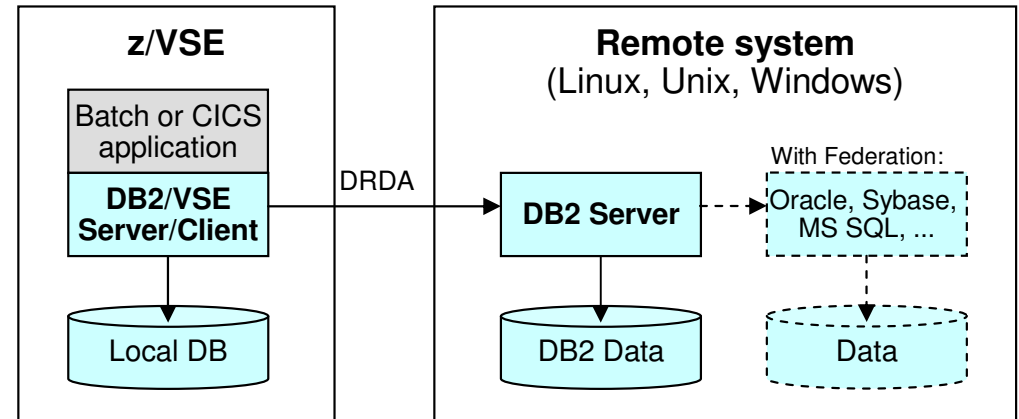 z/VSE
Batch or CICS
application
DB2/VSE
Server/Client
Local DB
DRDA
Remote system
(Linux, Unix, Windows)
DB2 Server
DB2 Data
With Federation:
Oracle, Sybase,
MS SQL, ...
Data